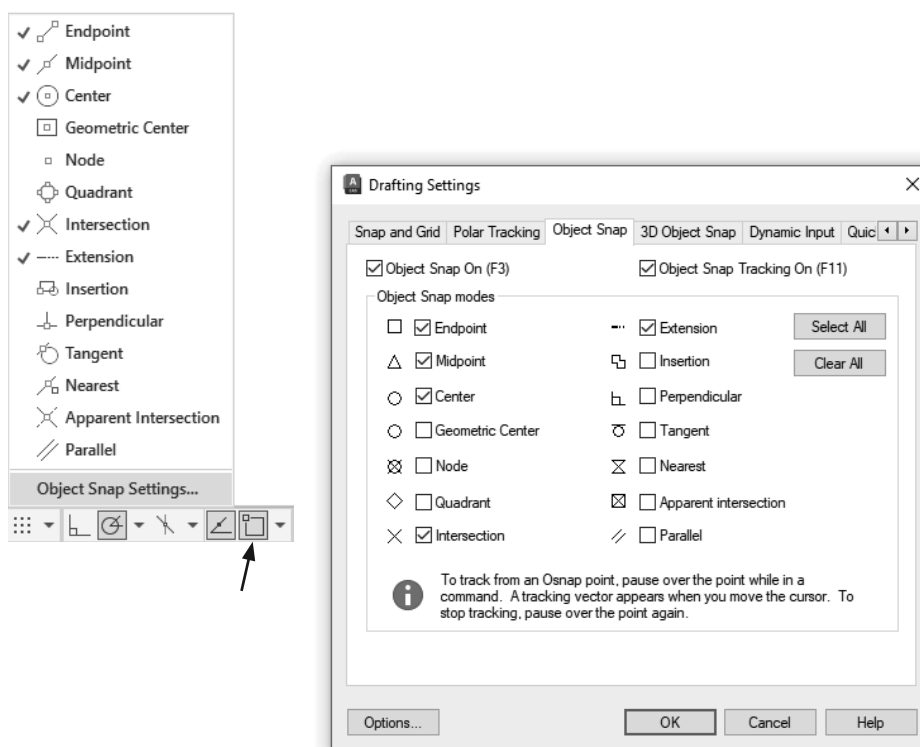 Endpoint
Midpoint
Center
Geometric Center
Node
Quadrant
Intersection
Extension
Insertion
Perpendicular
Tangent
Nearest
Apparent Intersection
Parallel
Object Snap Settings...
Drafting Settings
Snap and Grid Polar Tracking Object Snap 3D Object Snap Dynamic Input Quic
Object Snap On (F3) Object Snap Tracking On (F11)
Object Snap modes
Endpoint Extension Select All
Midpoint Insertion Clear All
Center Perpendicular
Geometric Center Tangent
Node Nearest
Quadrant Apparent intersection
Intersection Parallel
To track from an Osnap point, pause over the point while in a
command. A tracking vector appears when you move the cursor. To
stop tracking, pause over the point again.
Options... OK Cancel Help